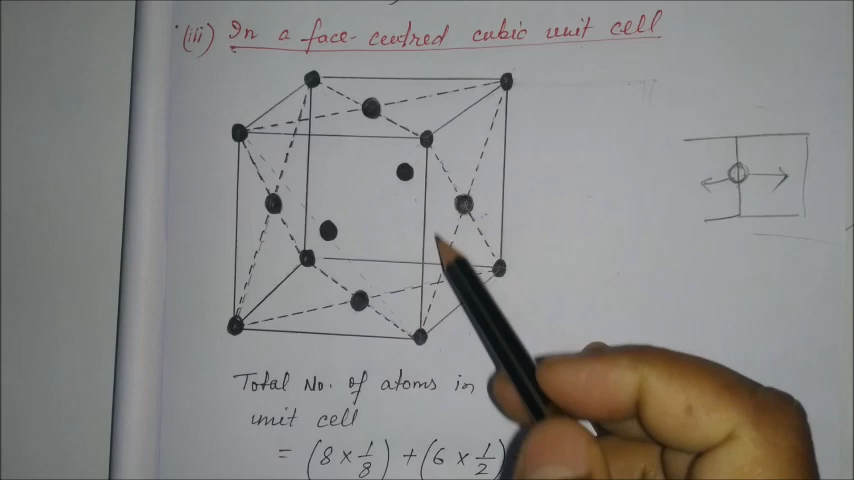 (iii) In a face-centred cubic unit cell
Total No. of atoms in
unit cell
= (8 × 1/8) + (6 × 1/2)